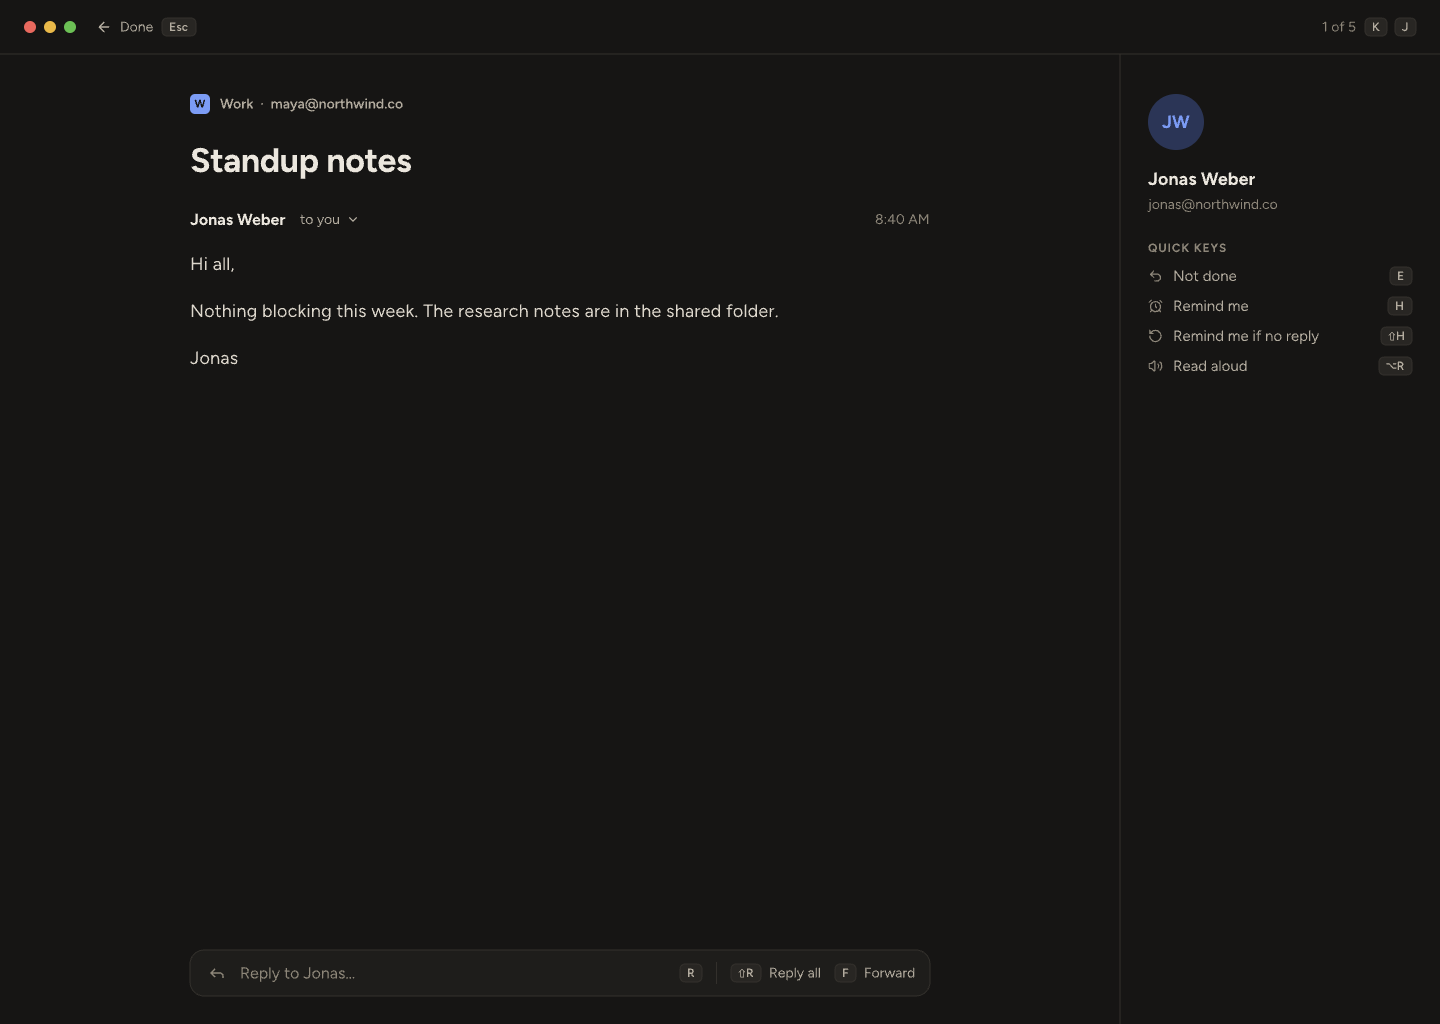 Done Esc
1 of 5 K J
W Work · maya@northwind.co
Standup notes
Jonas Weber to you 8:40 AM
Hi all,
Nothing blocking this week. The research notes are in the shared folder.
Jonas
Reply to Jonas... R ⇧R Reply all F Forward
JW
Jonas Weber
jonas@northwind.co
QUICK KEYS
Not done E
Remind me H
Remind me if no reply ⇧H
Read aloud ⌥R